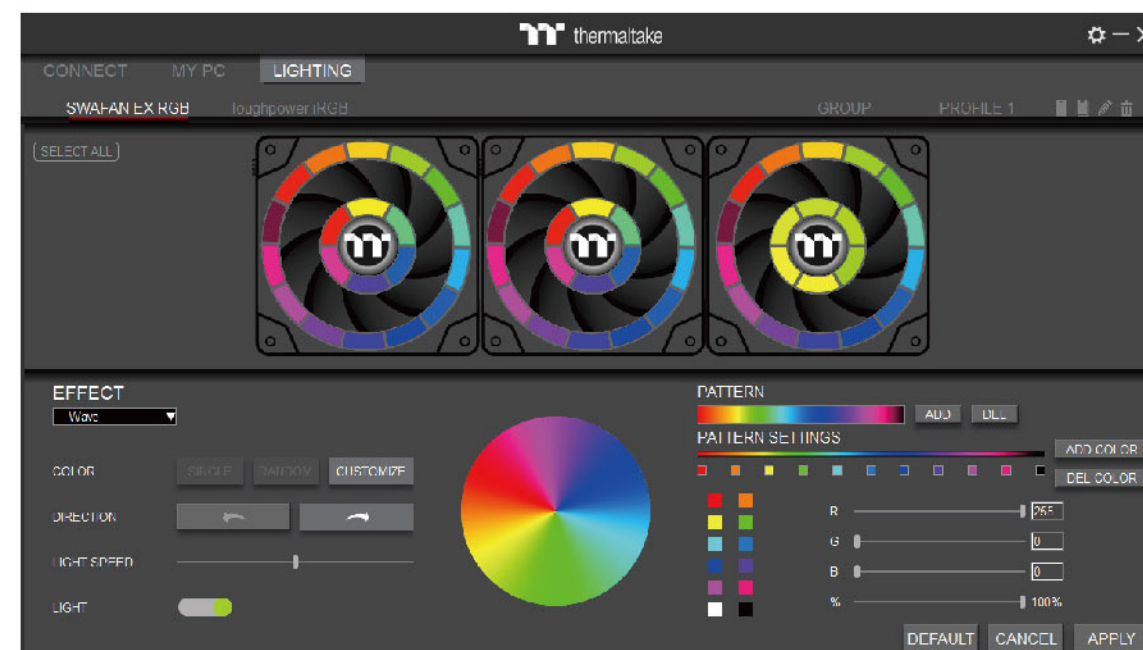 thermaltake
CONNECT MY PC LIGHTING
SWAFAN EX RGB Toughpower iRGB GROUP PROFILE 1
SELECT ALL
EFFECT
Wave
COLOR SINGLE RANDOM CUSTOMIZE
DIRECTION
LIGHT SPEED
LIGHT
PATTERN
ADD DEL
PATTERN SETTINGS
ADD COLOR
DEL COLOR
R 255
G 0
B 0
% 100%
DEFAULT CANCEL APPLY